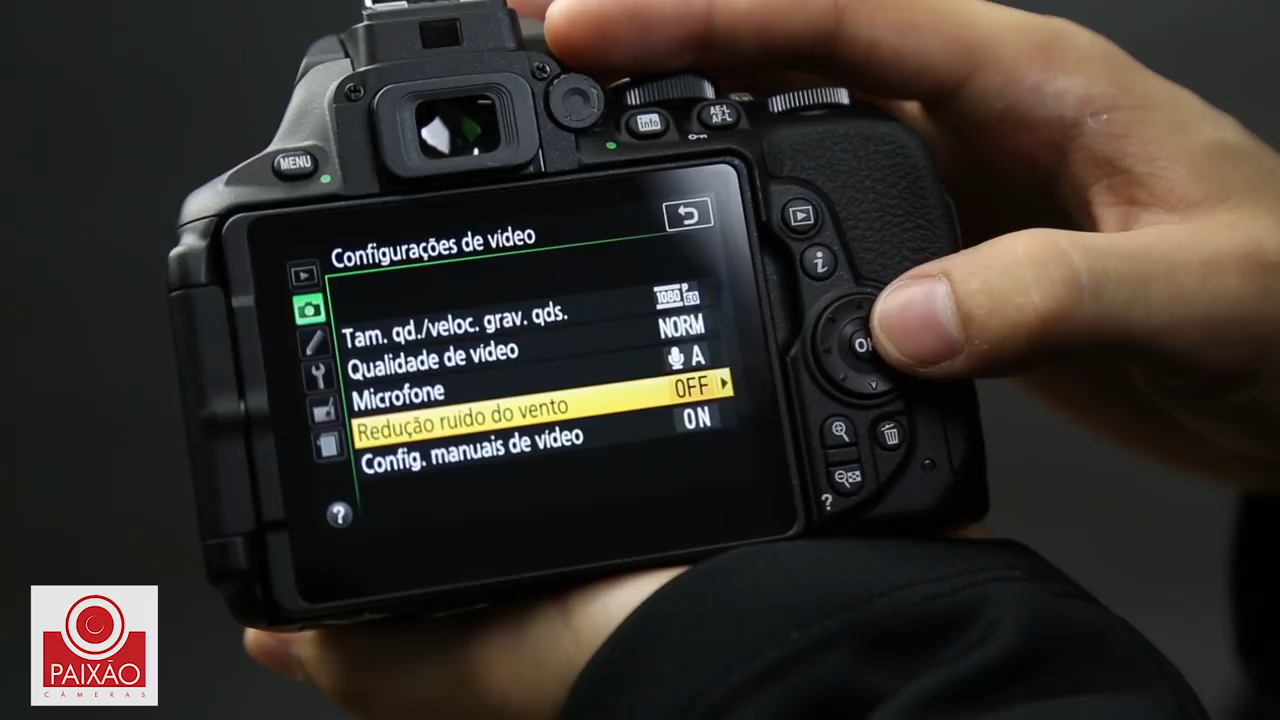 MENU
info
AE-L
AF-L
Configurações de vídeo
Tam. qd./veloc. grav. qds.
1080 P 60
Qualidade de vídeo
NORM
Microfone
A
Redução ruído do vento
OFF
Config. manuais de vídeo
ON
?
i
OK
?
PAIXÃO
CÂMERAS